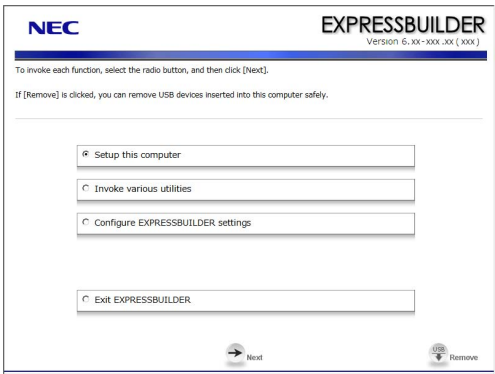 NEC
EXPRESSBUILDER
Version 6.xx-xxx.xx (xxx)
To invoke each function, select the radio button, and then click [Next].
If [Remove] is clicked, you can remove USB devices inserted into this computer safely.
Setup this computer
Invoke various utilities
Configure EXPRESSBUILDER settings
Exit EXPRESSBUILDER
Next
USB
Remove